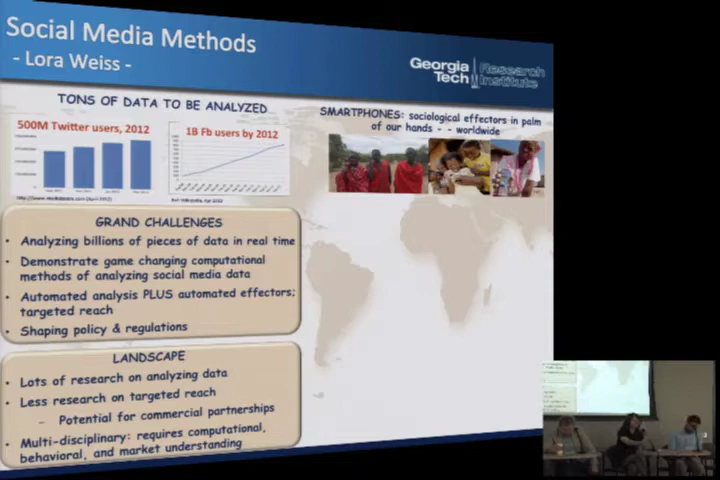 Social Media Methods
- Lora Weiss -
Georgia Tech Research Institute
TONS OF DATA TO BE ANALYZED
500M Twitter users, 2012
1B Fb users by 2012
SMARTPHONES: sociological effectors in palm
of our hands - - worldwide
GRAND CHALLENGES
• Analyzing billions of pieces of data in real time
• Demonstrate game changing computational
methods of analyzing social media data
• Automated analysis PLUS automated effectors;
targeted reach
• Shaping policy & regulations
LANDSCAPE
• Lots of research on analyzing data
• Less research on targeted reach
- Potential for commercial partnerships
• Multi-disciplinary: requires computational,
behavioral, and market understanding